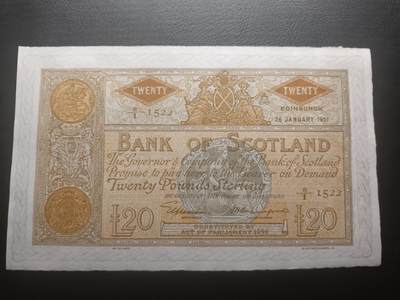 TWENTY
TWENTY
EDINBURGH
26 JANUARY 1951
1522
BANK OF SCOTLAND
The Governor & Company of the Bank of Scotland
Promise to pay here to the Bearer on Demand
Twenty Pounds Sterling
1522
£20
£20
CONSTITUTED BY
ACT OF PARLIAMENT 1695